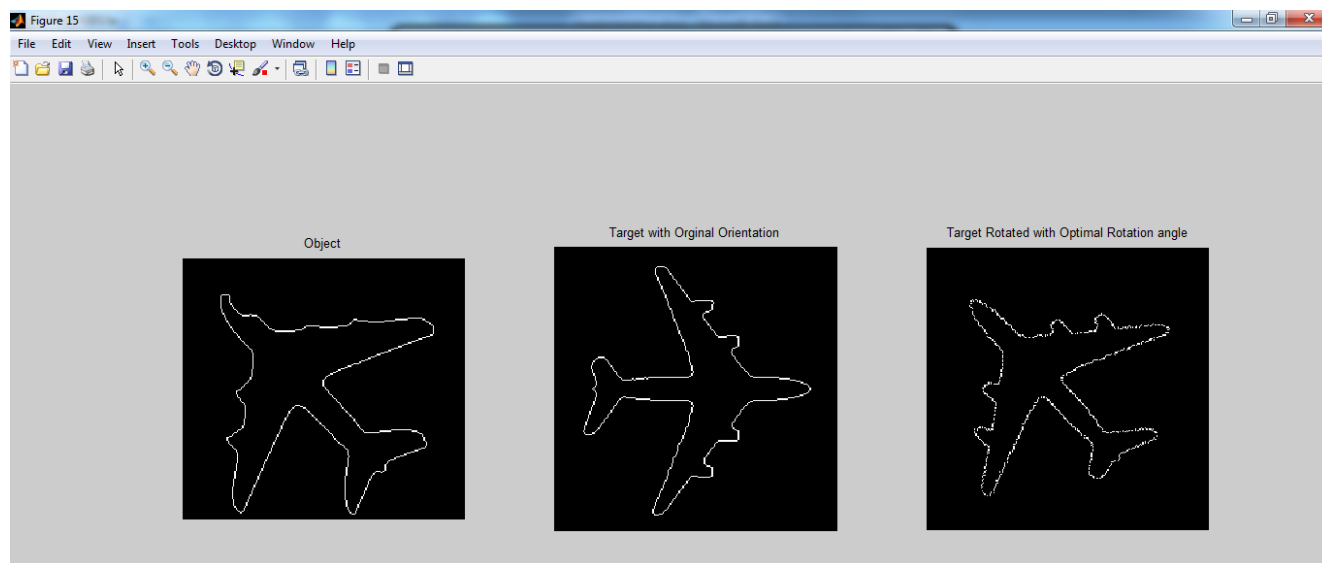 Figure 15
File Edit View Insert Tools Desktop Window Help
Object
Target with Orginal Orientation
Target Rotated with Optimal Rotation angle